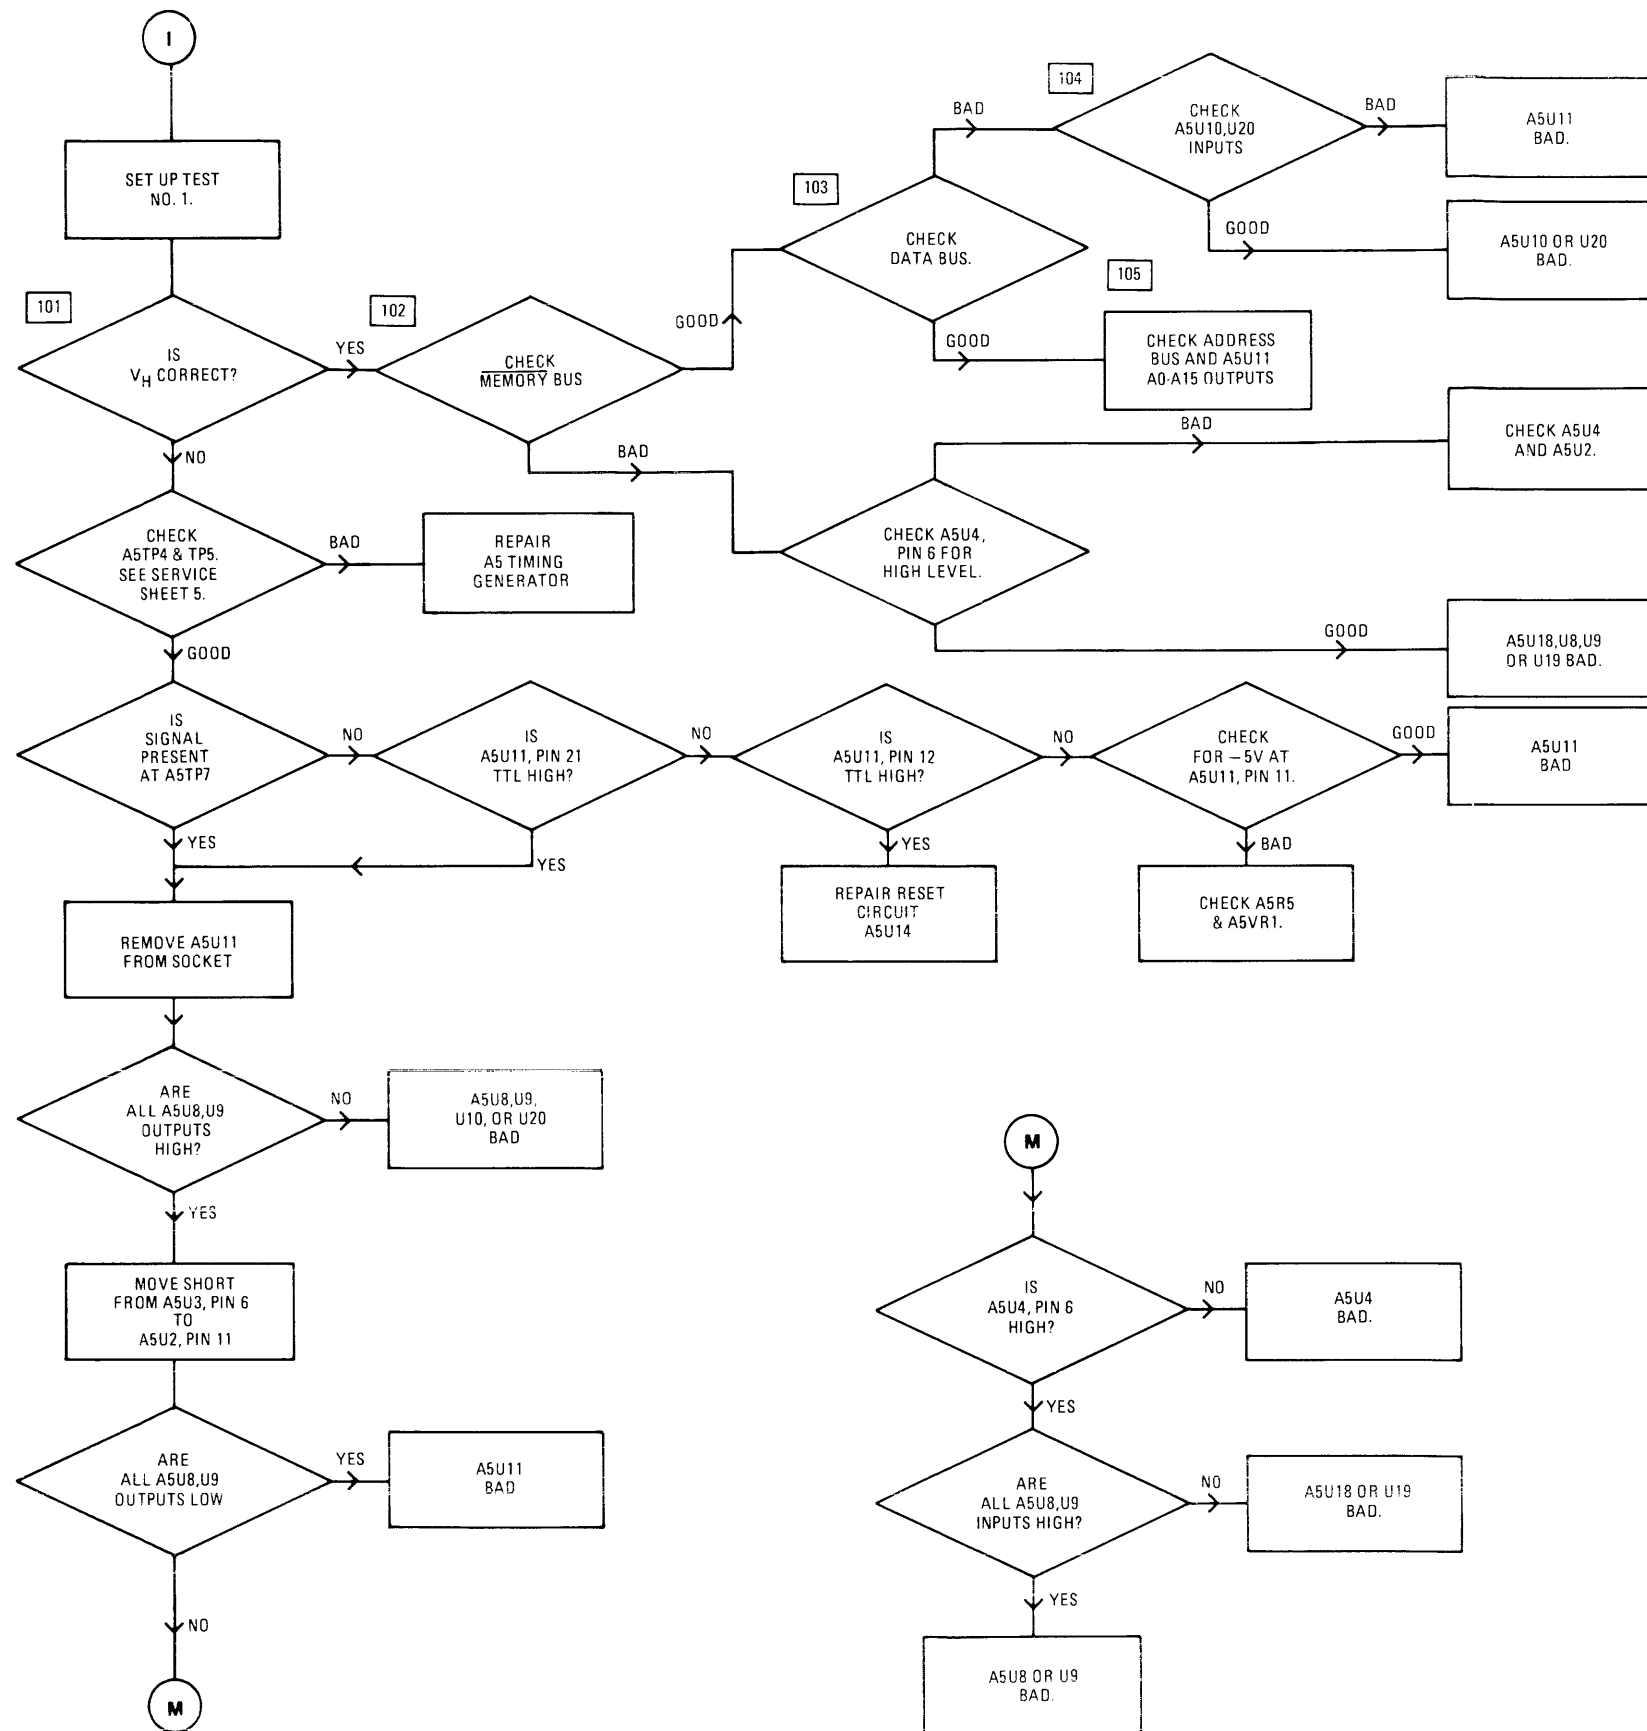 I
SET UP TEST
NO. 1.
101
IS
VH CORRECT?
YES
NO
102
CHECK
MEMORY BUS
GOOD
BAD
103
CHECK
DATA BUS.
BAD
GOOD
104
CHECK
A5U10,U20
INPUTS
BAD
A5U11
BAD.
GOOD
A5U10 OR U20
BAD.
105
CHECK ADDRESS
BUS AND A5U11
A0-A15 OUTPUTS
CHECK A5U4,
PIN 6 FOR
HIGH LEVEL.
BAD
CHECK A5U4
AND A5U2.
GOOD
A5U18,U8,U9
OR U19 BAD.
CHECK
A5TP4 & TP5.
SEE SERVICE
SHEET 5.
BAD
REPAIR
A5 TIMING
GENERATOR
GOOD
IS
SIGNAL
PRESENT
AT A5TP7
NO
YES
IS
A5U11, PIN 21
TTL HIGH?
NO
YES
IS
A5U11, PIN 12
TTL HIGH?
NO
YES
REPAIR RESET
CIRCUIT
A5U14
CHECK
FOR –5V AT
A5U11, PIN 11.
GOOD
A5U11
BAD
BAD
CHECK A5R5
& A5VR1.
REMOVE A5U11
FROM SOCKET
ARE
ALL A5U8,U9
OUTPUTS
HIGH?
NO
A5U8,U9,
U10, OR U20
BAD
YES
MOVE SHORT
FROM A5U3, PIN 6
TO
A5U2, PIN 11
ARE
ALL A5U8,U9
OUTPUTS LOW
YES
A5U11
BAD
NO
M
M
IS
A5U4, PIN 6
HIGH?
NO
A5U4
BAD.
YES
ARE
ALL A5U8,U9
INPUTS HIGH?
NO
A5U18 OR U19
BAD.
YES
A5U8 OR U9
BAD.